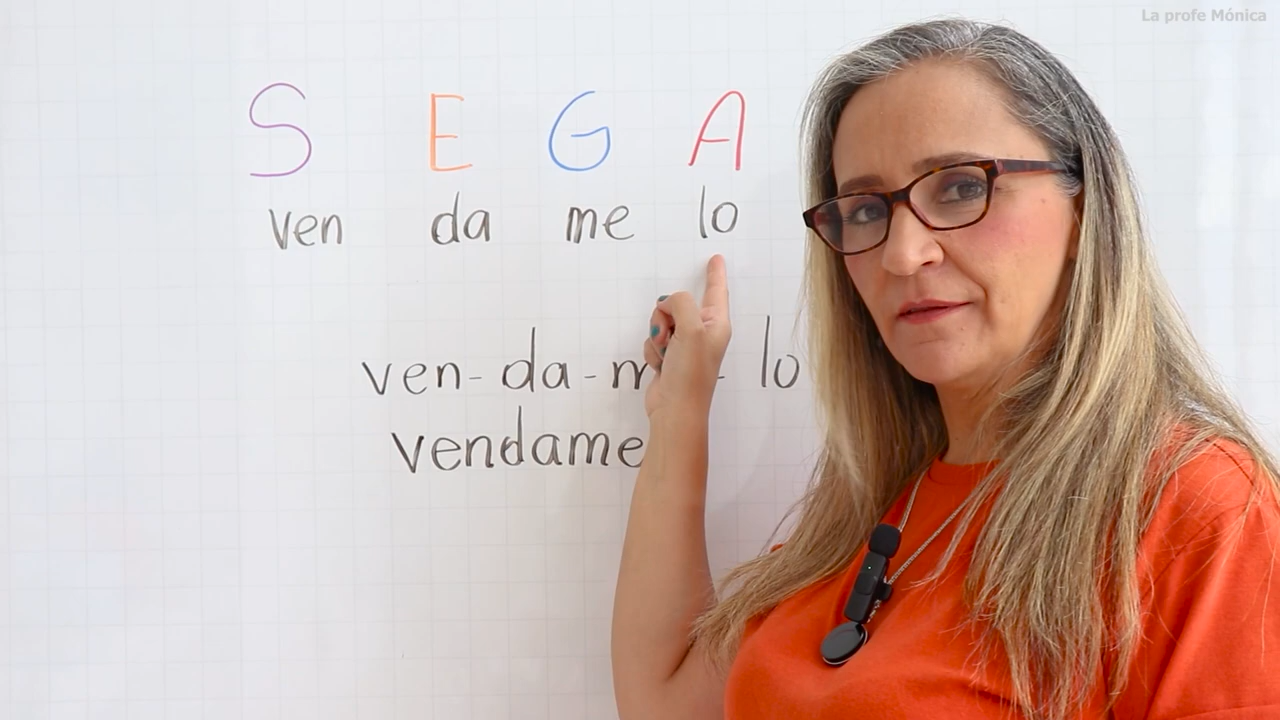 La profe Mónica
S E G A
ven da me lo
ven-da-m - lo
vendame